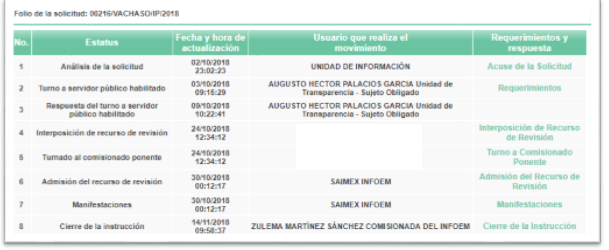 Folio de la solicitud: 00216/VACHASO/IP/2018
No. Estatus Fecha y hora de actualización Usuario que realiza el movimiento Requerimientos y respuesta
1 Análisis de la solicitud 02/10/2018 23:02:23 UNIDAD DE INFORMACIÓN Acuse de la Solicitud
2 Turno a servidor público habilitado 03/10/2018 09:15:29 AUGUSTO HECTOR PALACIOS GARCIA Unidad de Transparencia - Sujeto Obligado Requerimientos
3 Respuesta del turno a servidor público habilitado 09/10/2018 10:22:41 AUGUSTO HECTOR PALACIOS GARCIA Unidad de Transparencia - Sujeto Obligado
4 Interposición de recurso de revisión 24/10/2018 12:34:12 Interposición de Recurso de Revisión
5 Turnado al comisionado ponente 24/10/2018 12:34:12 Turno a Comisionado Ponente
6 Admisión del recurso de revisión 30/10/2018 00:12:17 SAIMEX INFOEM Admisión del Recurso de Revisión
7 Manifestaciones 30/10/2018 00:12:17 SAIMEX INFOEM Manifestaciones
8 Cierre de la instrucción 14/11/2018 09:58:37 ZULEMA MARTÍNEZ SÁNCHEZ COMISIONADA DEL INFOEM Cierre de la Instrucción